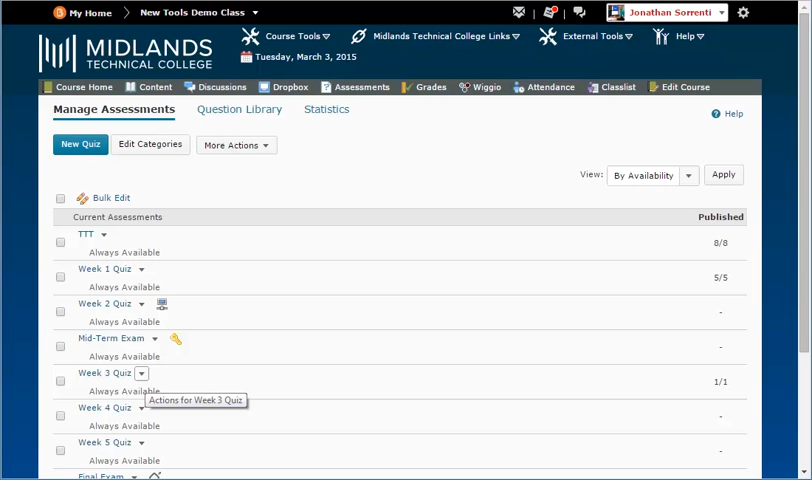 My Home New Tools Demo Class Jonathan Sorrenti
MIDLANDS
TECHNICAL COLLEGE
Course Tools Midlands Technical College Links External Tools Help
Tuesday, March 3, 2015
Course Home Content Discussions Dropbox Assessments Grades Wiggio Attendance Classlist Edit Course
Manage Assessments Question Library Statistics
Help
New Quiz Edit Categories More Actions
View: By Availability Apply
Bulk Edit
Current Assessments Published
TTT
Always Available 8/8
Week 1 Quiz
Always Available 5/5
Week 2 Quiz
Always Available -
Mid-Term Exam
Always Available -
Week 3 Quiz
Always Available 1/1
Actions for Week 3 Quiz
Week 4 Quiz
Always Available -
Week 5 Quiz
Always Available -
Final Exam